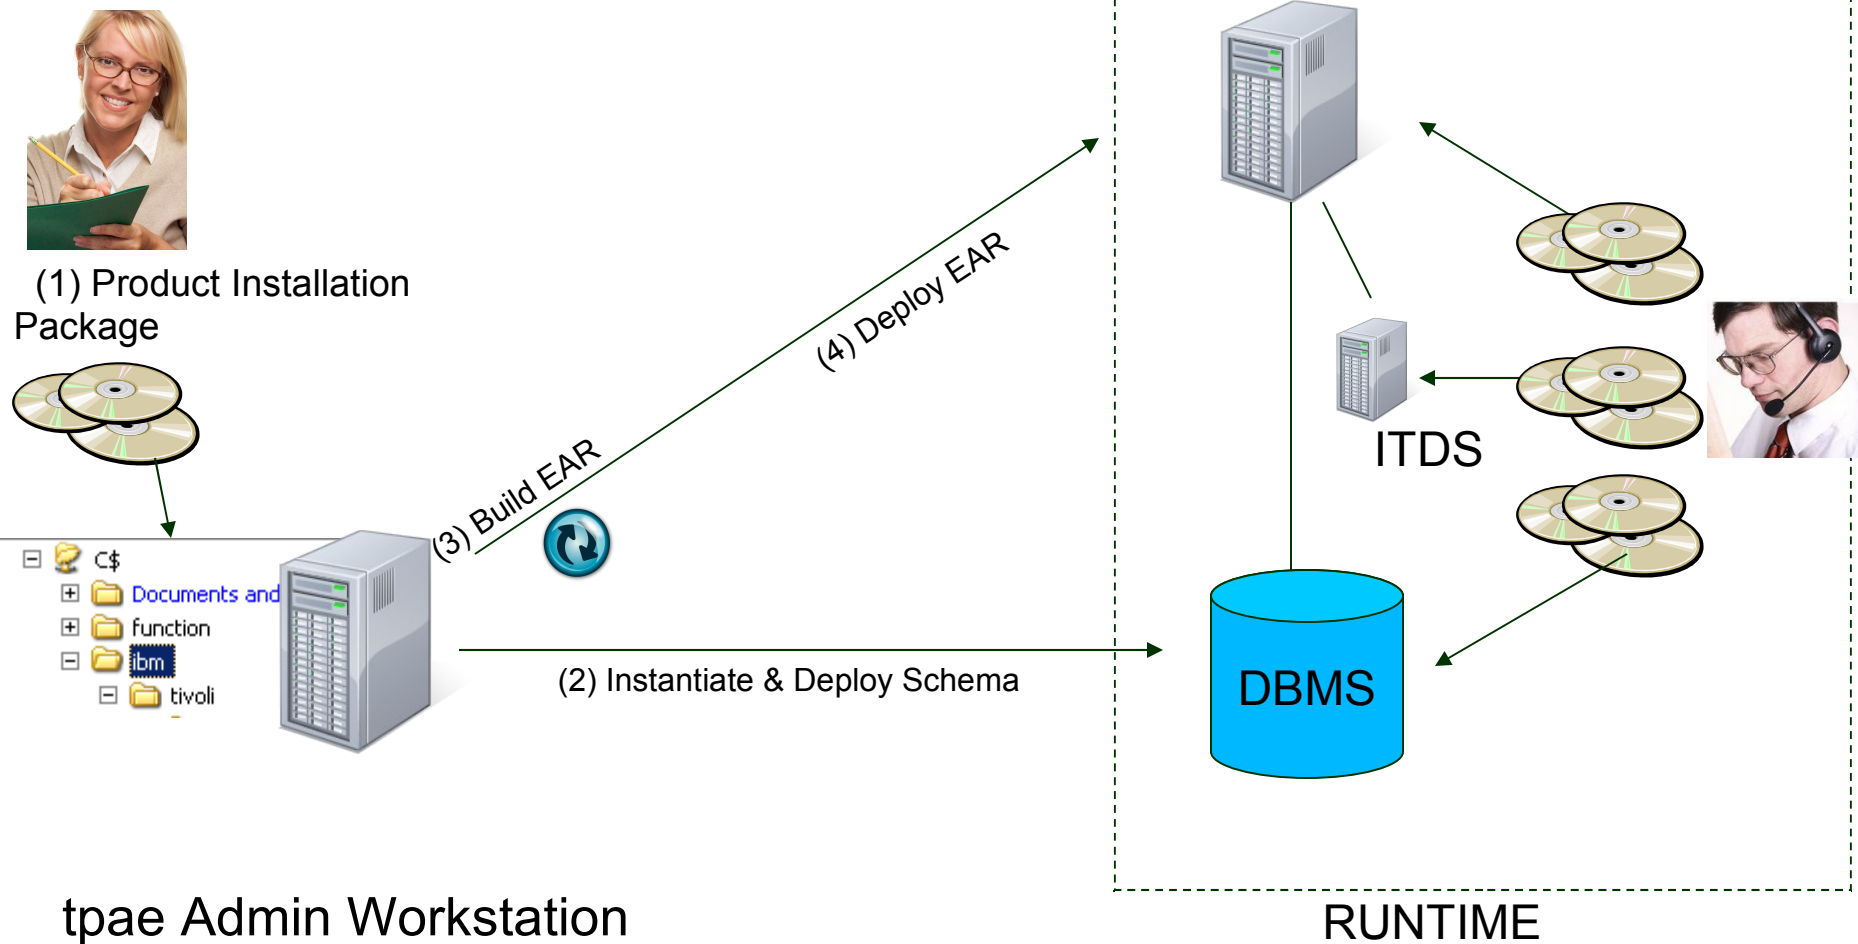 (1) Product Installation
Package
C$
Documents and
function
ibm
tivoli
(3) Build EAR
(4) Deploy EAR
(2) Instantiate & Deploy Schema
ITDS
DBMS
tpae Admin Workstation
RUNTIME